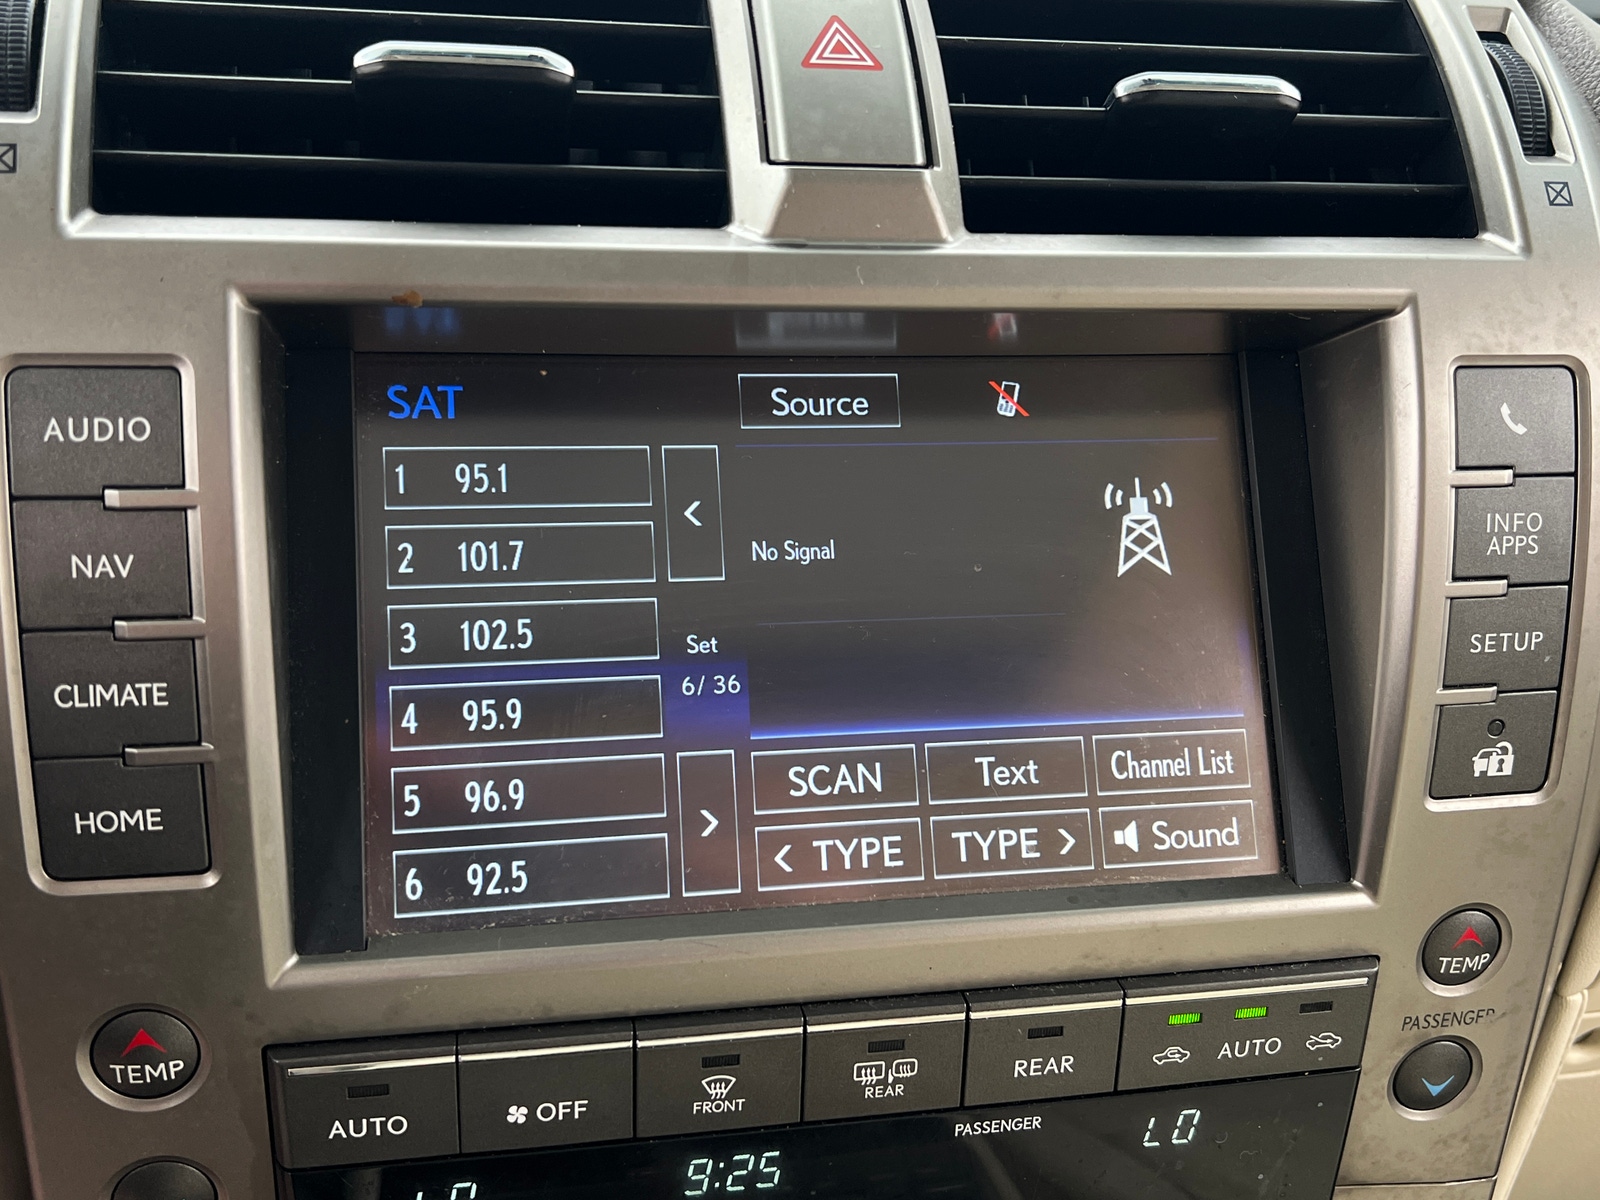 SAT
Source
1 95.1
2 101.7
3 102.5
4 95.9
5 96.9
6 92.5
<
Set
6/ 36
>
No Signal
SCAN
Text
Channel List
< TYPE
TYPE >
Sound
AUDIO
NAV
CLIMATE
HOME
INFO
APPS
SETUP
TEMP
TEMP
PASSENGER
AUTO
OFF
FRONT
REAR
REAR
AUTO
PASSENGER
LO
9:25
LO